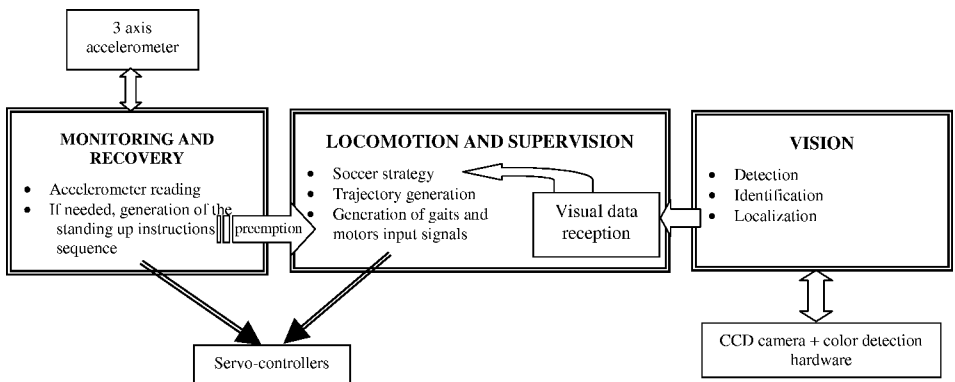 3 axis
accelerometer
MONITORING AND
RECOVERY
• Accelerometer reading
• If needed, generation of the
standing up instructions
sequence
preemption
LOCOMOTION AND SUPERVISION
• Soccer strategy
• Trajectory generation
• Generation of gaits and
motors input signals
Visual data
reception
VISION
• Detection
• Identification
• Localization
Servo-controllers
CCD camera + color detection
hardware